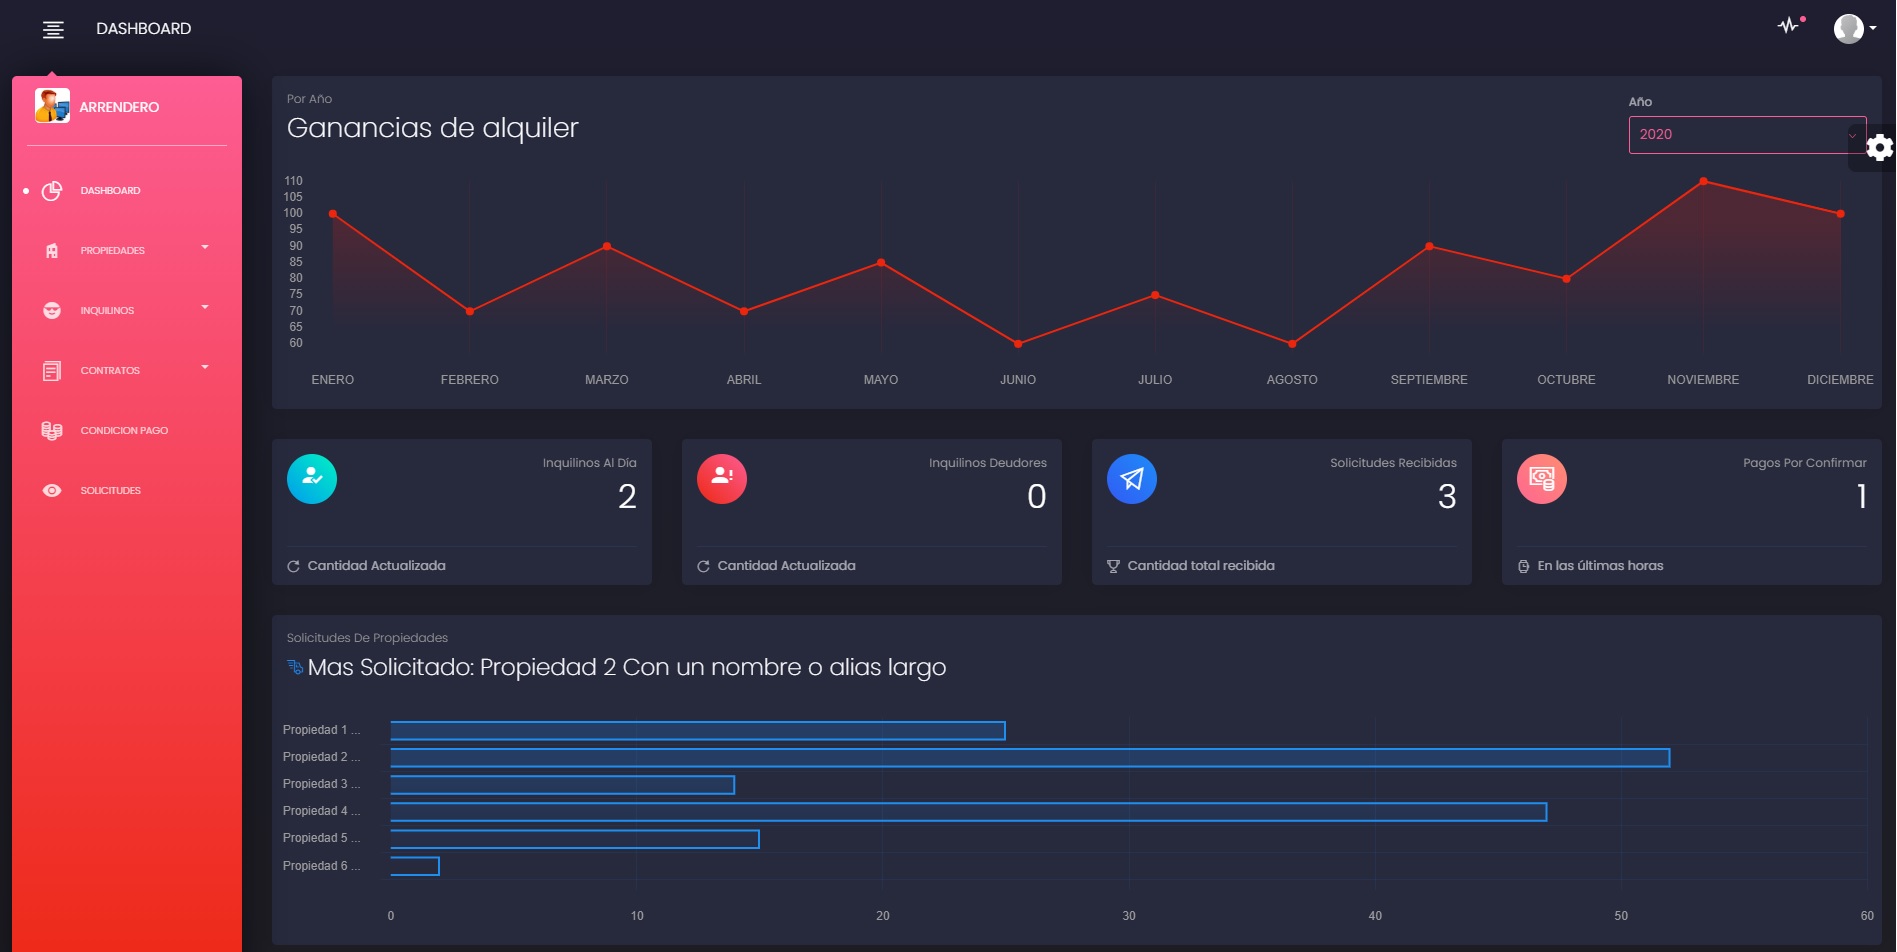 DASHBOARD
ARRENDERO
DASHBOARD
PROPIEDADES
INQUILINOS
CONTRATOS
CONDICION PAGO
SOLICITUDES
Por Año
Ganancias de alquiler
Año
2020
110
105
100
95
90
85
80
75
70
65
60
ENERO FEBRERO MARZO ABRIL MAYO JUNIO JULIO AGOSTO SEPTIEMBRE OCTUBRE NOVIEMBRE DICIEMBRE
Inquilinos Al Día
2
Cantidad Actualizada
Inquilinos Deudores
0
Cantidad Actualizada
Solicitudes Recibidas
3
Cantidad total recibida
Pagos Por Confirmar
1
En las últimas horas
Solicitudes De Propiedades
Mas Solicitado: Propiedad 2 Con un nombre o alias largo
Propiedad 1 ...
Propiedad 2 ...
Propiedad 3 ...
Propiedad 4 ...
Propiedad 5 ...
Propiedad 6 ...
0 10 20 30 40 50 60